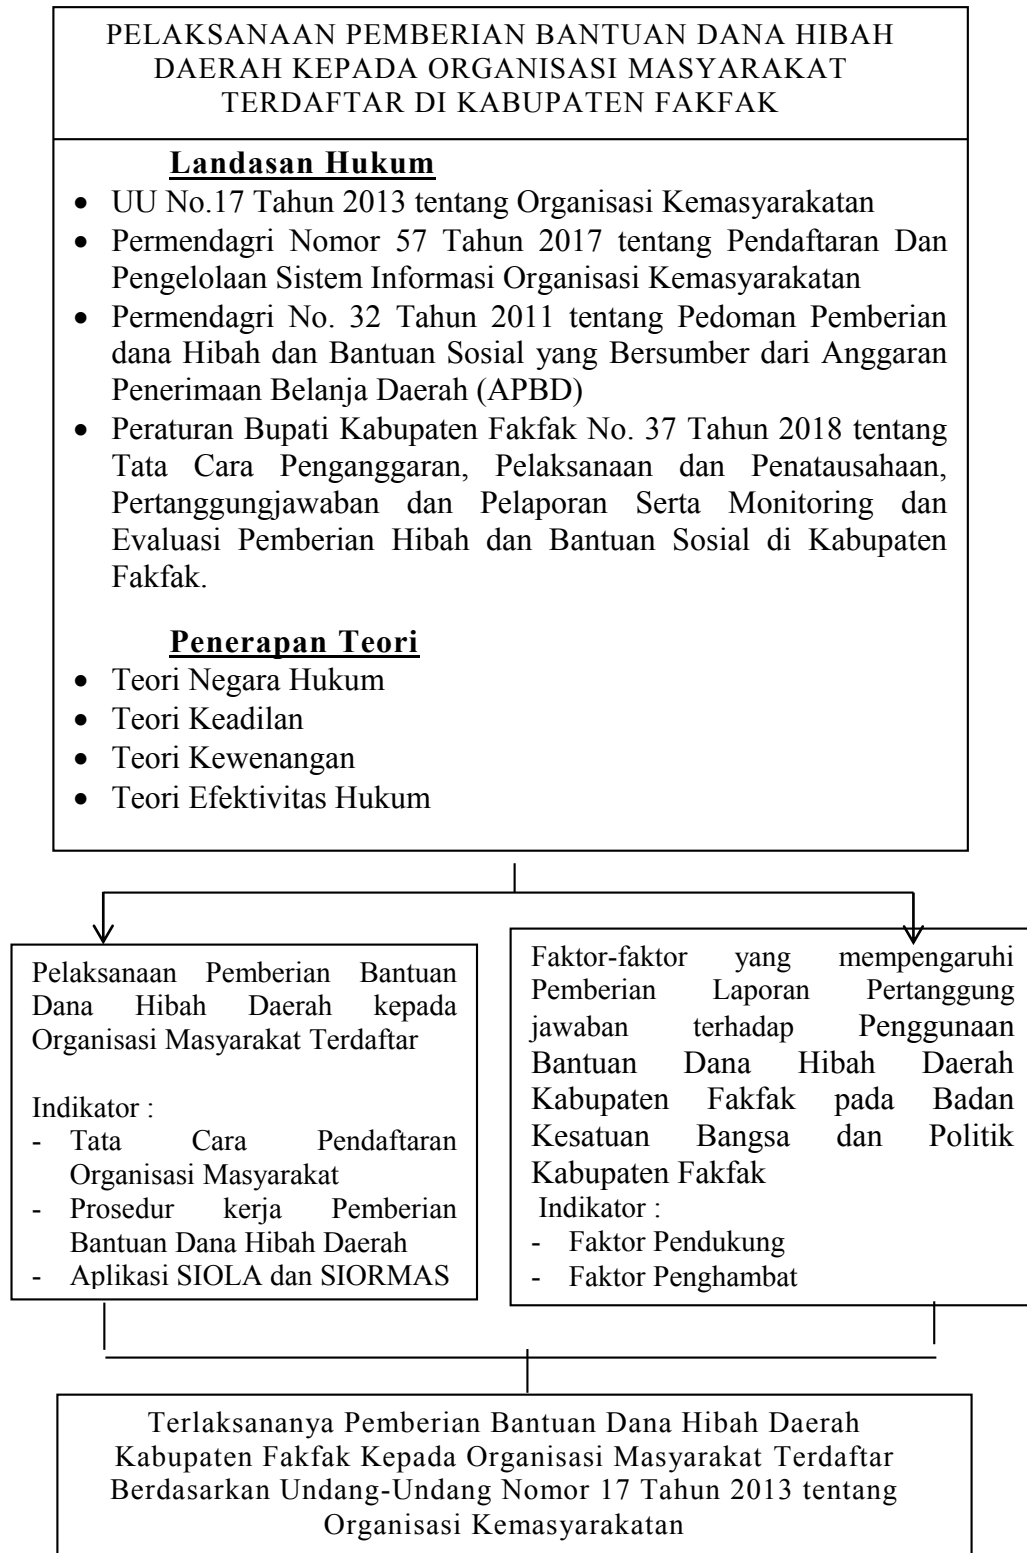 PELAKSANAAN PEMBERIAN BANTUAN DANA HIBAH
DAERAH KEPADA ORGANISASI MASYARAKAT
TERDAFTAR DI KABUPATEN FAKFAK
Landasan Hukum
• UU No.17 Tahun 2013 tentang Organisasi Kemasyarakatan
• Permendagri Nomor 57 Tahun 2017 tentang Pendaftaran Dan
Pengelolaan Sistem Informasi Organisasi Kemasyarakatan
• Permendagri No. 32 Tahun 2011 tentang Pedoman Pemberian
dana Hibah dan Bantuan Sosial yang Bersumber dari Anggaran
Penerimaan Belanja Daerah (APBD)
• Peraturan Bupati Kabupaten Fakfak No. 37 Tahun 2018 tentang
Tata Cara Penganggaran, Pelaksanaan dan Penatausahaan,
Pertanggungjawaban dan Pelaporan Serta Monitoring dan
Evaluasi Pemberian Hibah dan Bantuan Sosial di Kabupaten
Fakfak.
Penerapan Teori
• Teori Negara Hukum
• Teori Keadilan
• Teori Kewenangan
• Teori Efektivitas Hukum
Pelaksanaan Pemberian Bantuan
Dana Hibah Daerah kepada
Organisasi Masyarakat Terdaftar
Indikator :
- Tata Cara Pendaftaran
Organisasi Masyarakat
- Prosedur kerja Pemberian
Bantuan Dana Hibah Daerah
- Aplikasi SIOLA dan SIORMAS
Faktor-faktor yang mempengaruhi
Pemberian Laporan Pertanggung
jawaban terhadap Penggunaan
Bantuan Dana Hibah Daerah
Kabupaten Fakfak pada Badan
Kesatuan Bangsa dan Politik
Kabupaten Fakfak
Indikator :
- Faktor Pendukung
- Faktor Penghambat
Terlaksananya Pemberian Bantuan Dana Hibah Daerah
Kabupaten Fakfak Kepada Organisasi Masyarakat Terdaftar
Berdasarkan Undang-Undang Nomor 17 Tahun 2013 tentang
Organisasi Kemasyarakatan